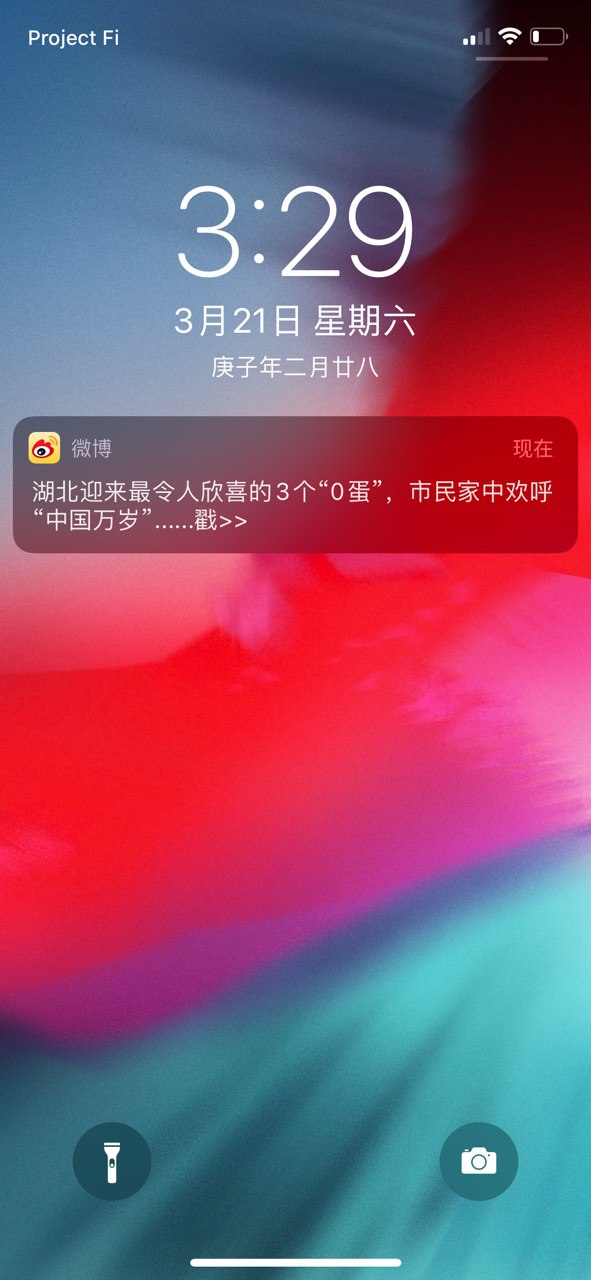 Project Fi
3:29
3月21日 星期六
庚子年二月廿八
微博 现在
湖北迎来最令人欣喜的3个“0蛋”，市民家中欢呼
“中国万岁”……戳>>